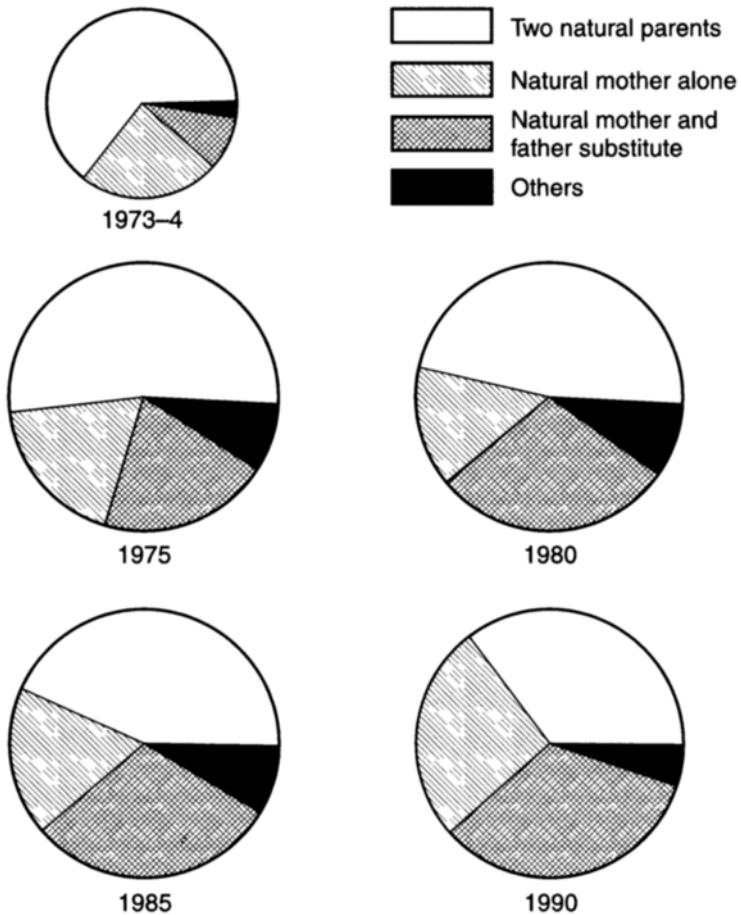 Two natural parents
Natural mother alone
Natural mother and
father substitute
Others
1973–4
1975
1980
1985
1990